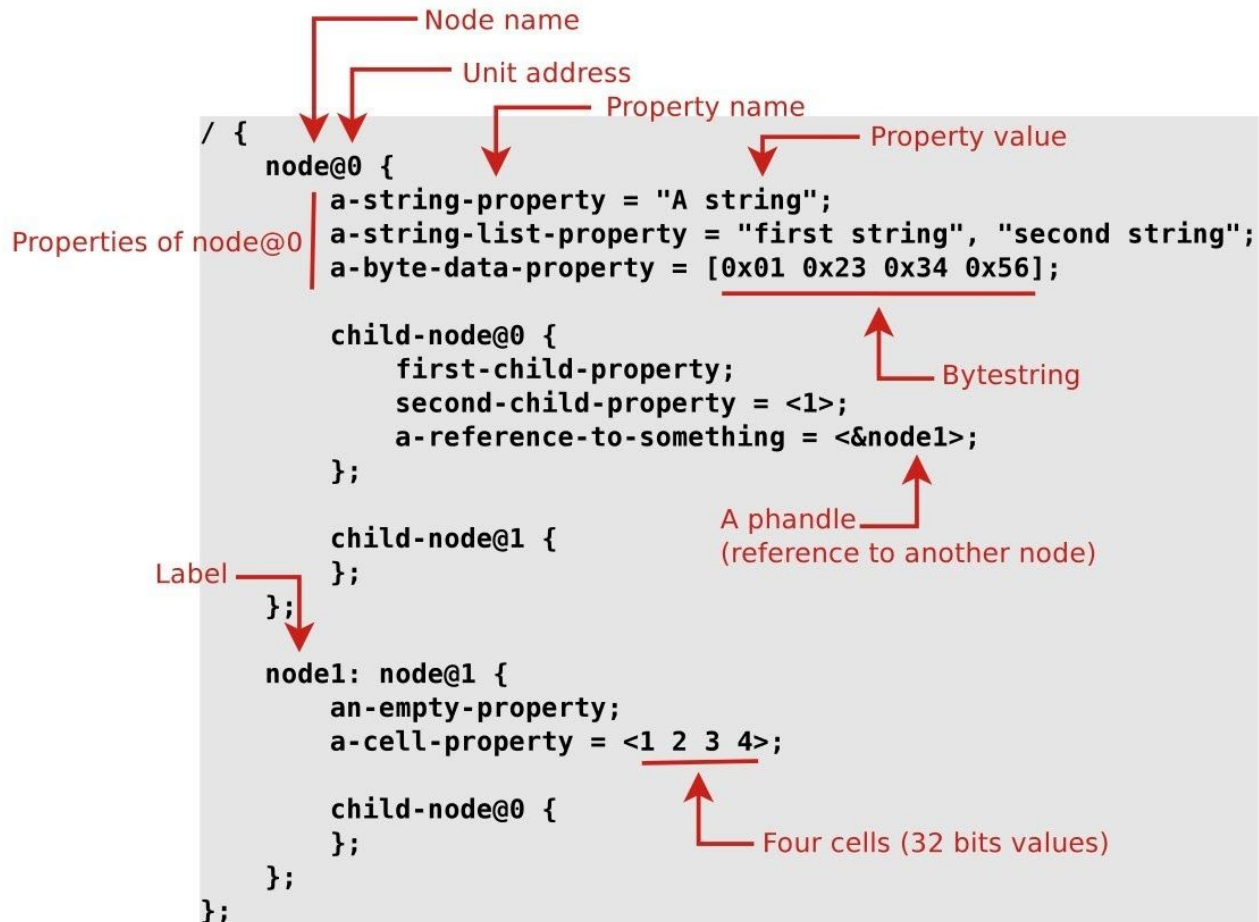 Node name
Unit address
Property name
Property value
/ {
node@0 {
Properties of node@0
a-string-property = "A string";
a-string-list-property = "first string", "second string";
a-byte-data-property = [0x01 0x23 0x34 0x56];
child-node@0 {
first-child-property;
Bytestring
second-child-property = <1>;
a-reference-to-something = <&node1>;
};
A phandle
(reference to another node)
child-node@1 {
Label
};
};
node1: node@1 {
an-empty-property;
a-cell-property = <1 2 3 4>;
child-node@0 {
};
Four cells (32 bits values)
};
};